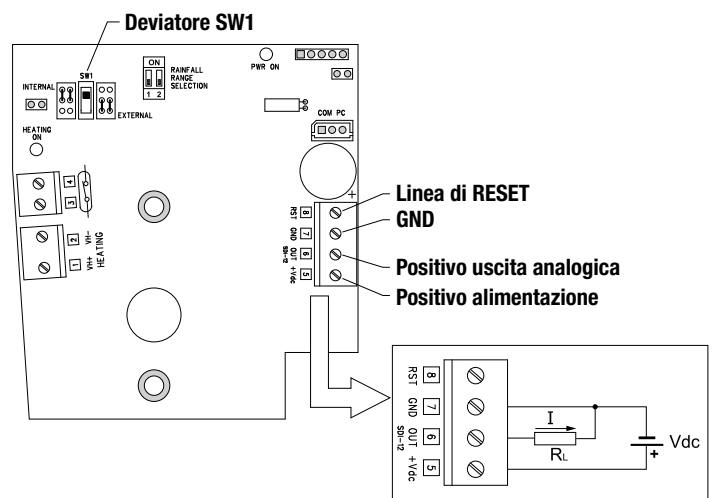 Deviatore SW1
ON
PWR ON
RAINFALL
RANGE
SELECTION
1 2
SW1
INTERNAL
EXTERNAL
COM PC
HEATING
ON
+
4
3
2 VH-
1 VH+
HEATING
RST 8
GND 7
OUT 6
SDI-12
+Vdc 5
Linea di RESET
GND
Positivo uscita analogica
Positivo alimentazione
RST 8
GND 7
OUT 6
SDI-12
+Vdc 5
I
RL
Vdc
+